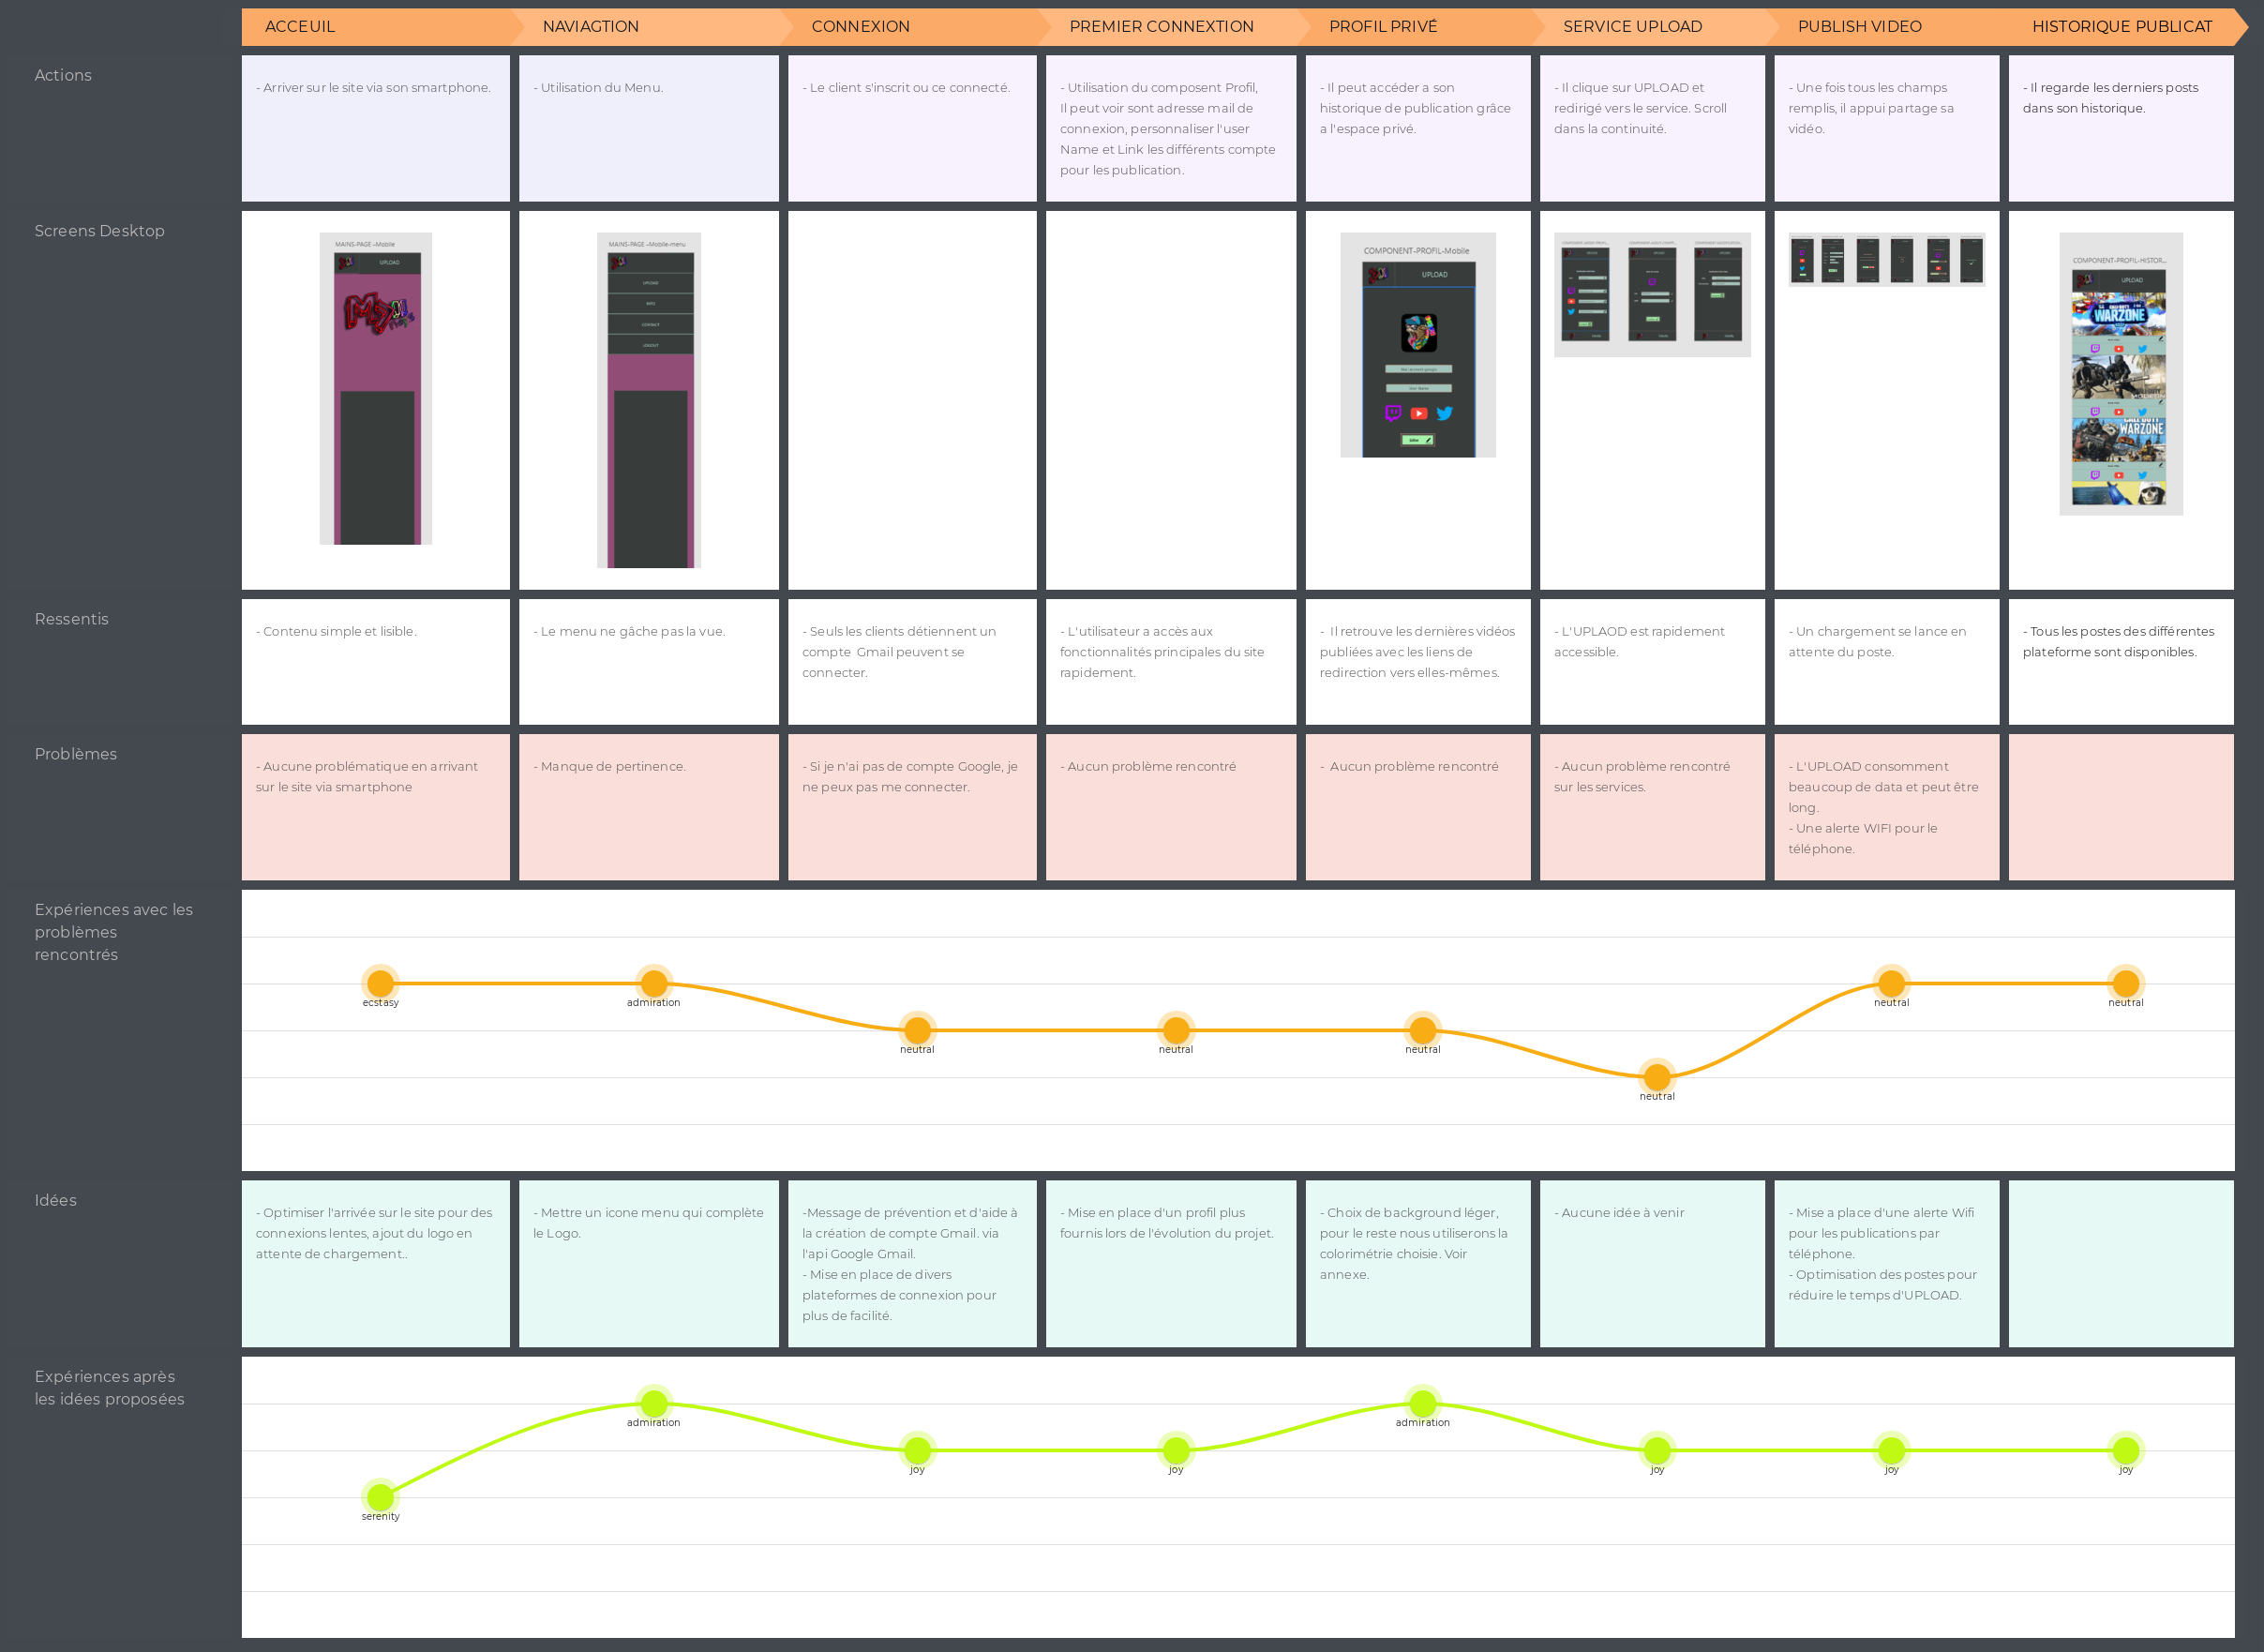 ACCEUIL
NAVIAGTION
CONNEXION
PREMIER CONNEXTION
PROFIL PRIVÉ
SERVICE UPLOAD
PUBLISH VIDEO
HISTORIQUE PUBLICAT
Actions
- Arriver sur le site via son smartphone.
- Utilisation du Menu.
- Le client s'inscrit ou ce connecté.
- Utilisation du composent Profil,
Il peut voir sont adresse mail de
connexion, personnaliser l'user
Name et Link les différents compte
pour les publication.
- Il peut accéder a son
historique de publication grâce
a l'espace privé.
- Il clique sur UPLOAD et
redirigé vers le service. Scroll
dans la continuité.
- Une fois tous les champs
remplis, il appui partage sa
vidéo.
- Il regarde les derniers posts
dans son historique.
Screens Desktop
MAINS-PAGE –Mobile
UPLOAD
MAINS-PAGE –Mobile-menu
UPLOAD
INFO
CONTACT
COMPONENT-PROFIL-Mobile
UPLOAD
User Name
COMPONENT-PROFIL-HISTOR...
UPLOAD
WARZONE
WARZONE
Ressentis
- Contenu simple et lisible.
- Le menu ne gâche pas la vue.
- Seuls les clients détiennent un
compte Gmail peuvent se
connecter.
- L'utilisateur a accès aux
fonctionnalités principales du site
rapidement.
- Il retrouve les dernières vidéos
publiées avec les liens de
redirection vers elles-mêmes.
- L'UPLAOD est rapidement
accessible.
- Un chargement se lance en
attente du poste.
- Tous les postes des différentes
plateforme sont disponibles.
Problèmes
- Aucune problématique en arrivant
sur le site via smartphone
- Manque de pertinence.
- Si je n'ai pas de compte Google, je
ne peux pas me connecter.
- Aucun problème rencontré
- Aucun problème rencontré
- Aucun problème rencontré
sur les services.
- L'UPLOAD consomment
beaucoup de data et peut être
long.
- Une alerte WIFI pour le
téléphone.
Expériences avec les
problèmes
rencontrés
ecstasy
admiration
neutral
neutral
neutral
neutral
neutral
neutral
Idées
- Optimiser l'arrivée sur le site pour des
connexions lentes, ajout du logo en
attente de chargement..
- Mettre un icone menu qui complète
le Logo.
-Message de prévention et d'aide à
la création de compte Gmail. via
l'api Google Gmail.
- Mise en place de divers
plateformes de connexion pour
plus de facilité.
- Mise en place d'un profil plus
fournis lors de l'évolution du projet.
- Choix de background léger,
pour le reste nous utiliserons la
colorimétrie choisie. Voir
annexe.
- Aucune idée à venir
- Mise a place d'une alerte Wifi
pour les publications par
téléphone.
- Optimisation des postes pour
réduire le temps d'UPLOAD.
Expériences après
les idées proposées
serenity
admiration
joy
joy
admiration
joy
joy
joy